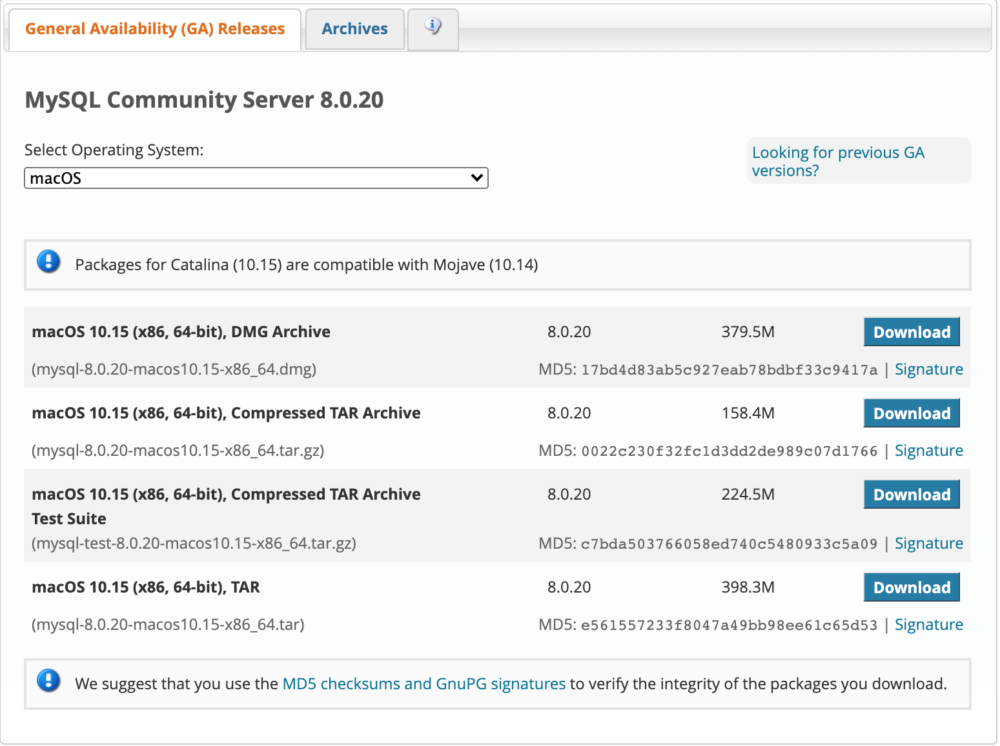 General Availability (GA) Releases
Archives
MySQL Community Server 8.0.20
Select Operating System:
macOS
Looking for previous GA
versions?
Packages for Catalina (10.15) are compatible with Mojave (10.14)
macOS 10.15 (x86, 64-bit), DMG Archive 8.0.20 379.5M Download
(mysql-8.0.20-macos10.15-x86_64.dmg) MD5: 17bd4d83ab5c927eab78bdbf33c9417a | Signature
macOS 10.15 (x86, 64-bit), Compressed TAR Archive 8.0.20 158.4M Download
(mysql-8.0.20-macos10.15-x86_64.tar.gz) MD5: 0022c230f32fc1d3dd2de989c07d1766 | Signature
macOS 10.15 (x86, 64-bit), Compressed TAR Archive 8.0.20 224.5M Download
Test Suite
(mysql-test-8.0.20-macos10.15-x86_64.tar.gz) MD5: c7bda503766058ed740c5480933c5a09 | Signature
macOS 10.15 (x86, 64-bit), TAR 8.0.20 398.3M Download
(mysql-8.0.20-macos10.15-x86_64.tar) MD5: e561557233f8047a49bb98ee61c65d53 | Signature
We suggest that you use the MD5 checksums and GnuPG signatures to verify the integrity of the packages you download.